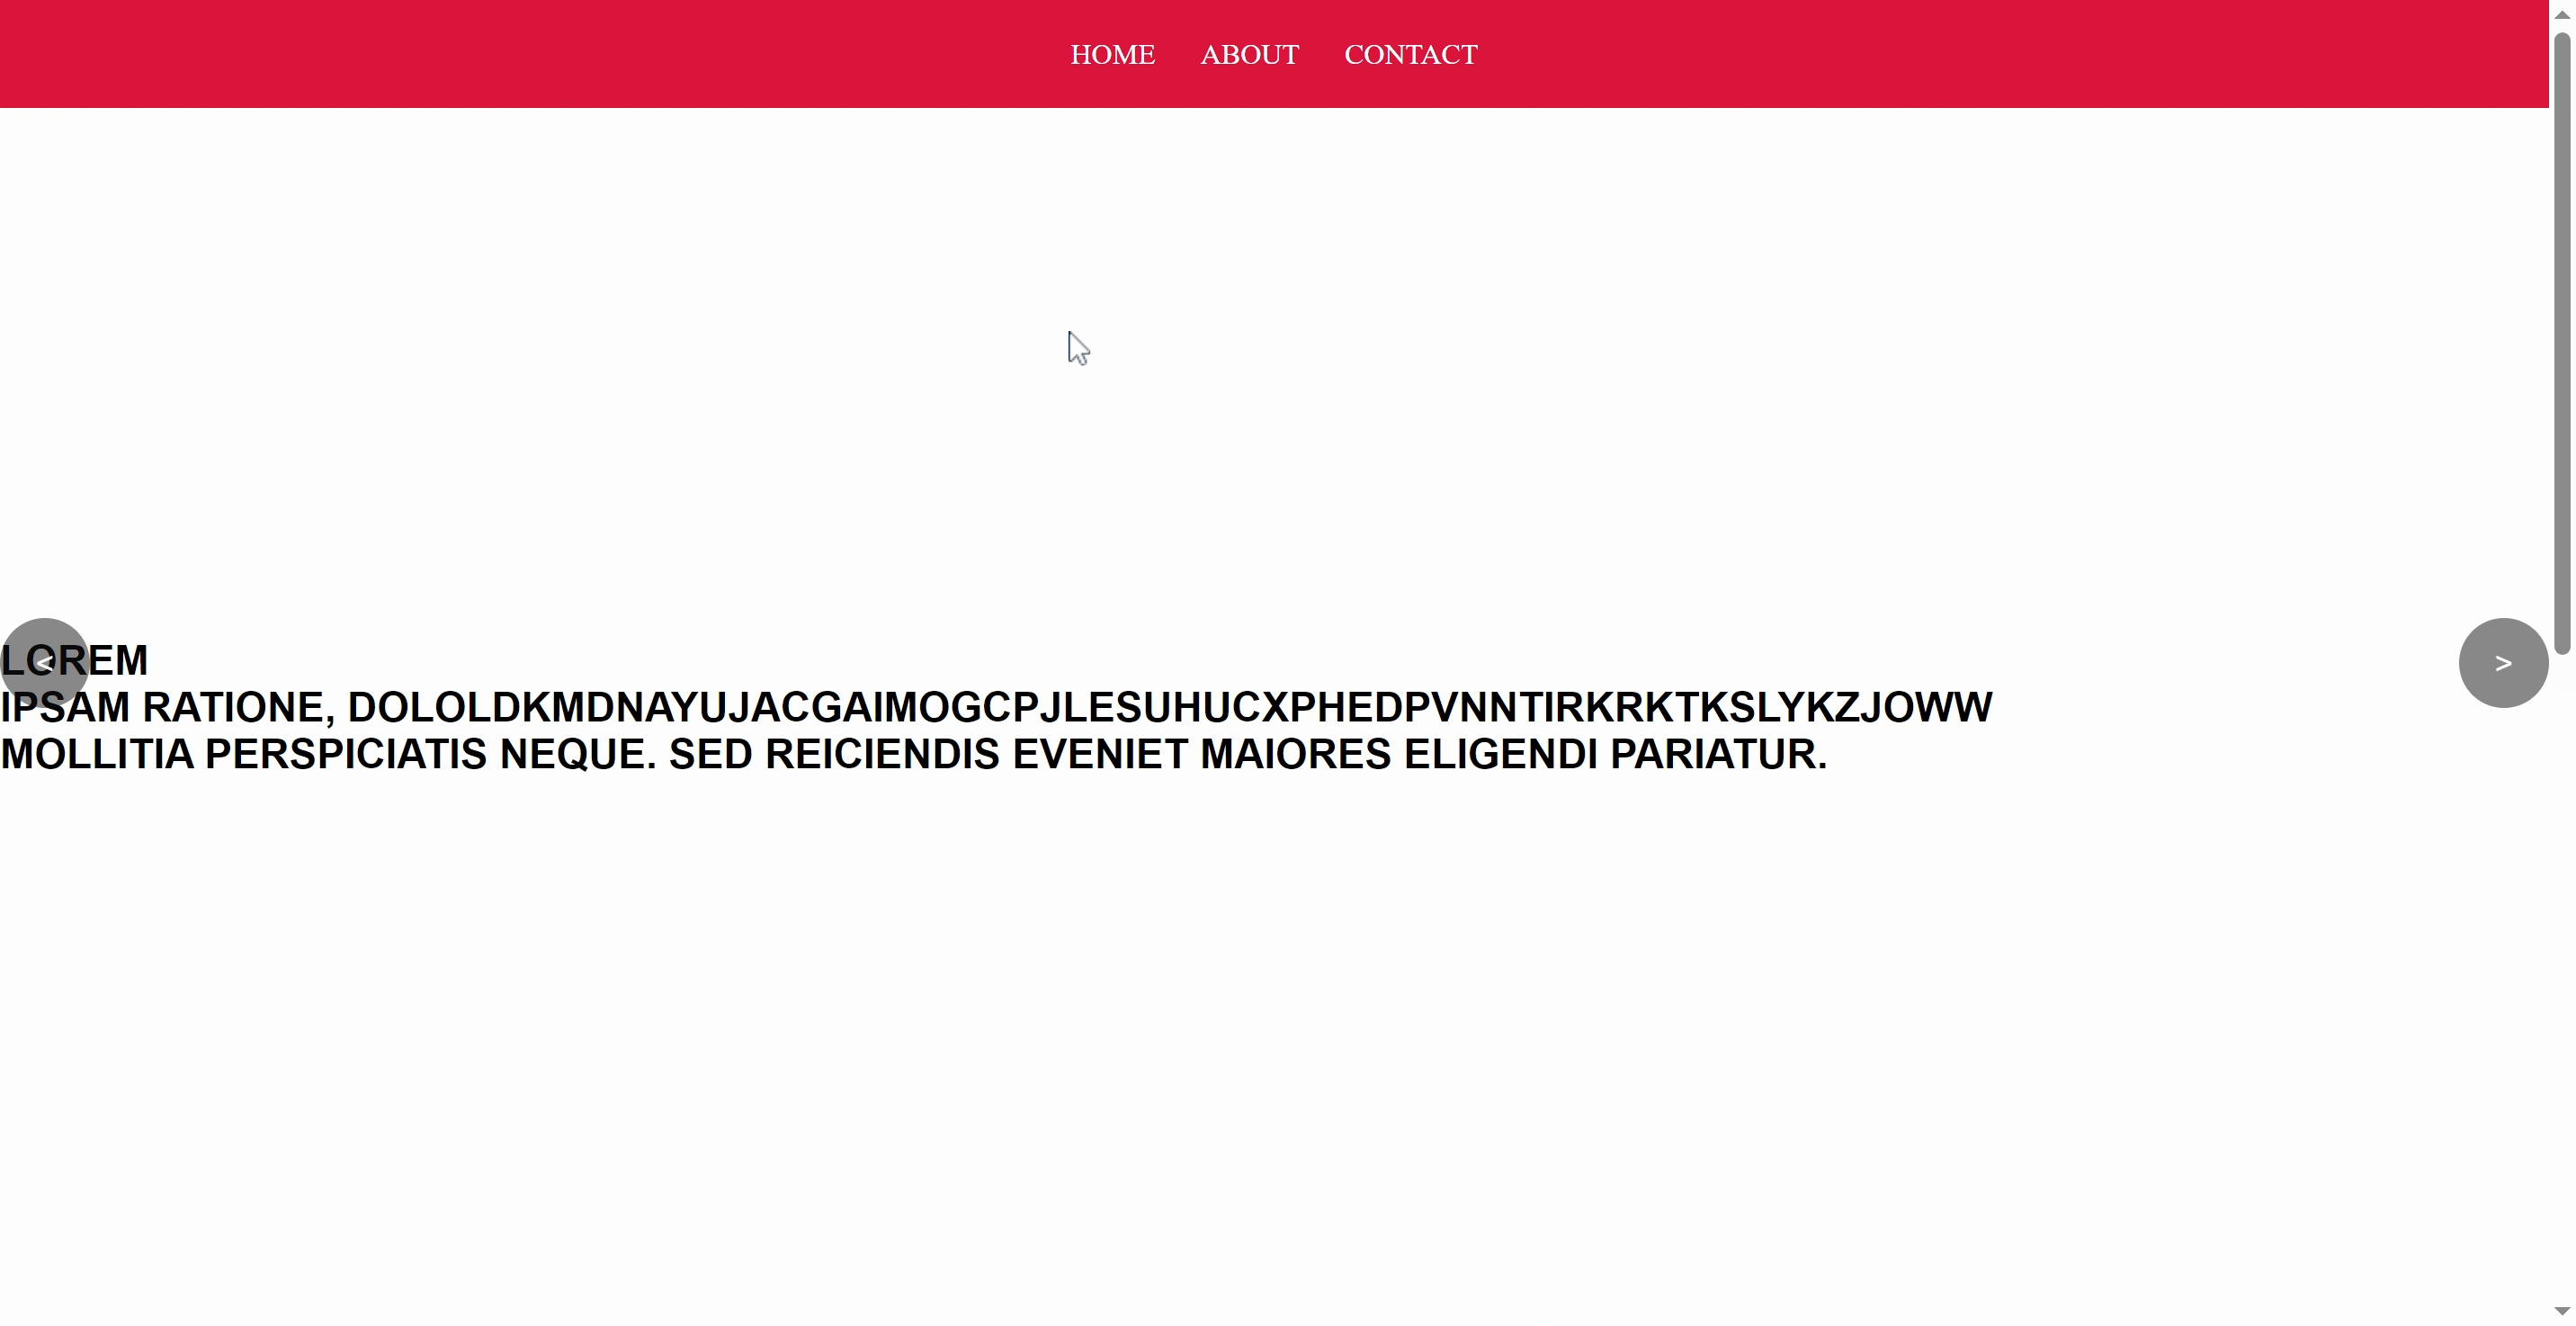 HOME ABOUT CONTACT
LOREM
< >
IPSAM RATIONE, DOLOLDKMDNAYUJACGAIMOGCPJLESUHUCXPHEDPVNNTIRKRKTKSLYKZJOWW
MOLLITIA PERSPICIATIS NEQUE. SED REICIENDIS EVENIET MAIORES ELIGENDI PARIATUR.